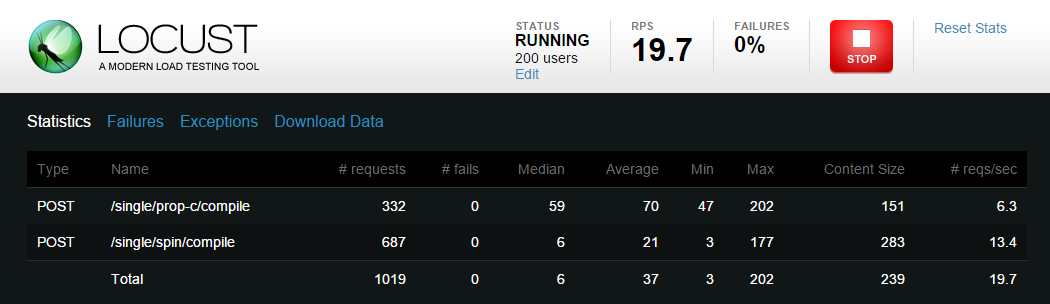 LOCUST
A MODERN LOAD TESTING TOOL
STATUS
RUNNING
200 users
Edit
RPS
19.7
FAILURES
0%
STOP
Reset Stats
Statistics Failures Exceptions Download Data
Type Name # requests # fails Median Average Min Max Content Size # reqs/sec
POST /single/prop-c/compile 332 0 59 70 47 202 151 6.3
POST /single/spin/compile 687 0 6 21 3 177 283 13.4
Total 1019 0 6 37 3 202 239 19.7